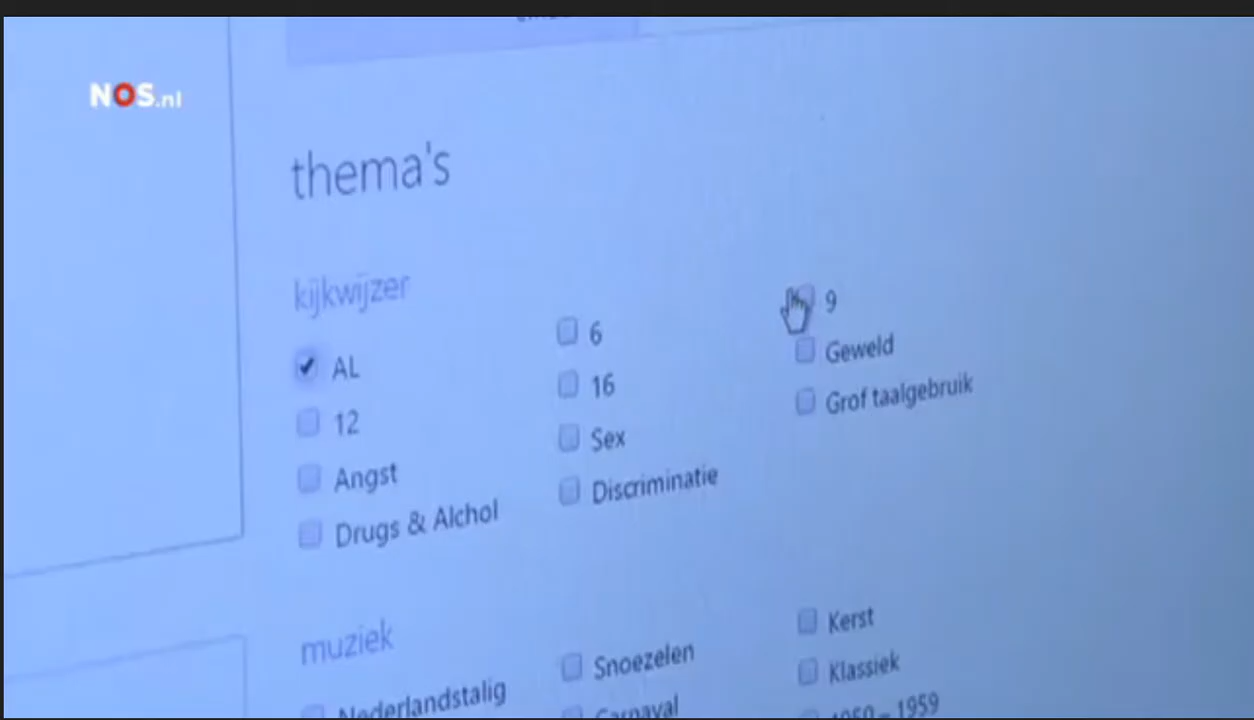 NOS.nl
thema's
kijkwijzer
AL
6
9
12
16
Geweld
Angst
Sex
Grof taalgebruik
Drugs & Alchol
Discriminatie
muziek
Snoezelen
Kerst
Nederlandstalig
Carnaval
Klassiek
1950 – 1959